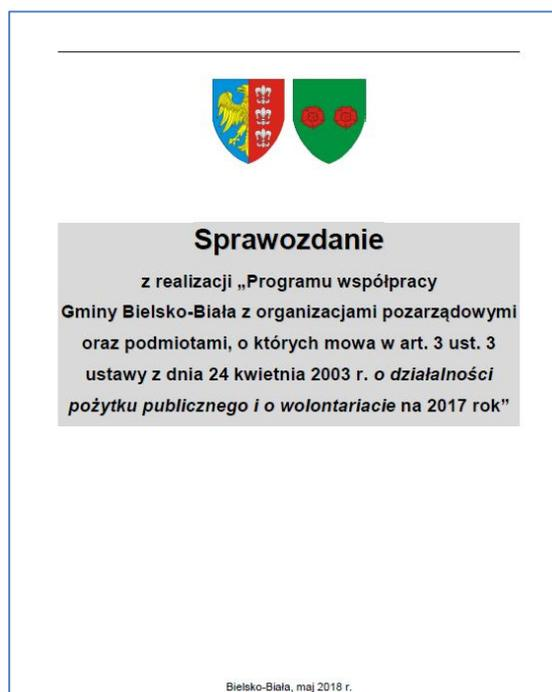 Sprawozdanie
z realizacji „Programu współpracy
Gminy Bielsko-Biała z organizacjami pozarządowymi
oraz podmiotami, o których mowa w art. 3 ust. 3
ustawy z dnia 24 kwietnia 2003 r. o działalności
pożytku publicznego i o wolontariacie na 2017 rok”
Bielsko-Biała, maj 2018 r.